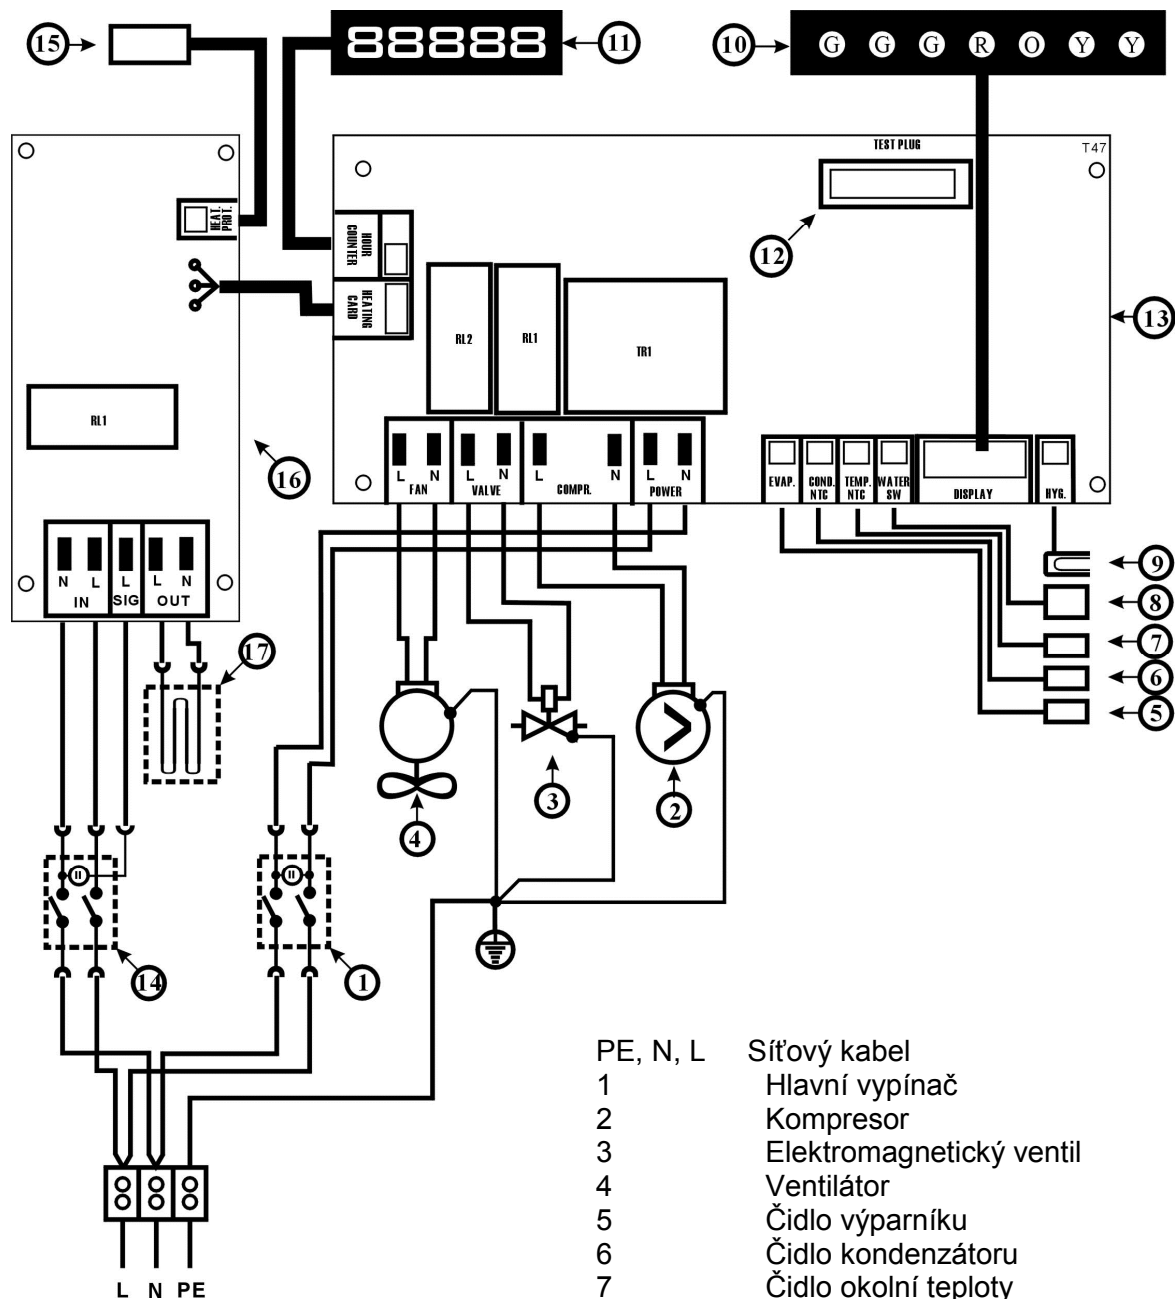 15
88888
11
10
G G G R O Y Y
TEST PLUG
T47
12
13
HEAT. PROT.
HOUR COUNTER
HEATING CARD
RL2
RL1
TR1
RL1
16
L N L N L N L N
FAN VALVE COMPR. POWER
EVAP. COND. NTC TEMP. NTC WATER SW DISPLAY HYG.
N L L L N
IN SIG OUT
9
8
7
6
5
17
4
3
2
14
1
PE, N, L Síťový kabel
1 Hlavní vypínač
2 Kompresor
3 Elektromagnetický ventil
4 Ventilátor
5 Čidlo výparníku
6 Čidlo kondenzátoru
7 Čidlo okolní teploty
L N PE